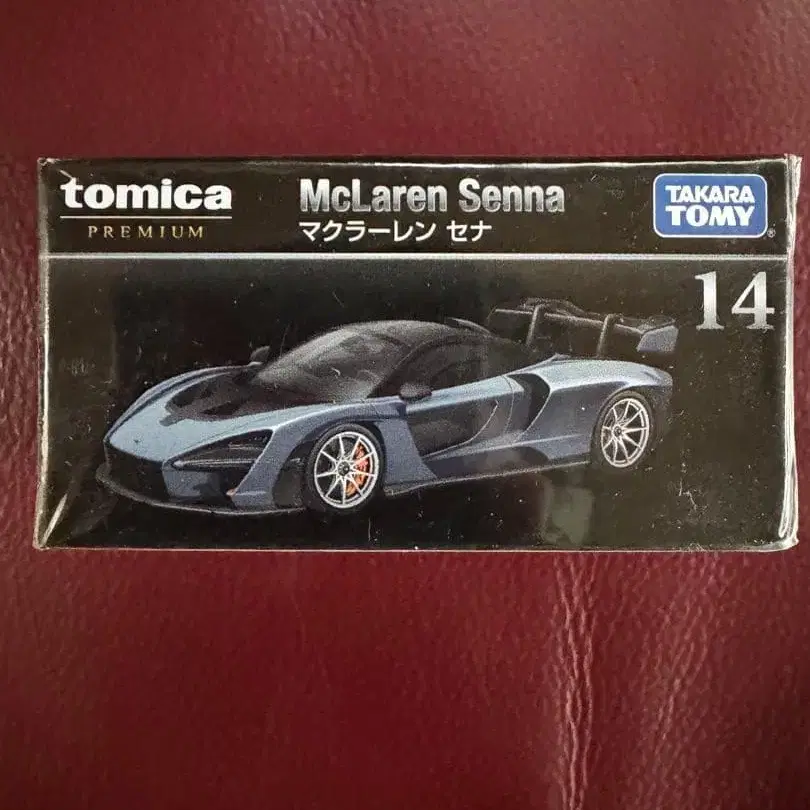 tomica
PREMIUM
McLaren Senna
マクラーレン セナ
TAKARA
TOMY
®
14